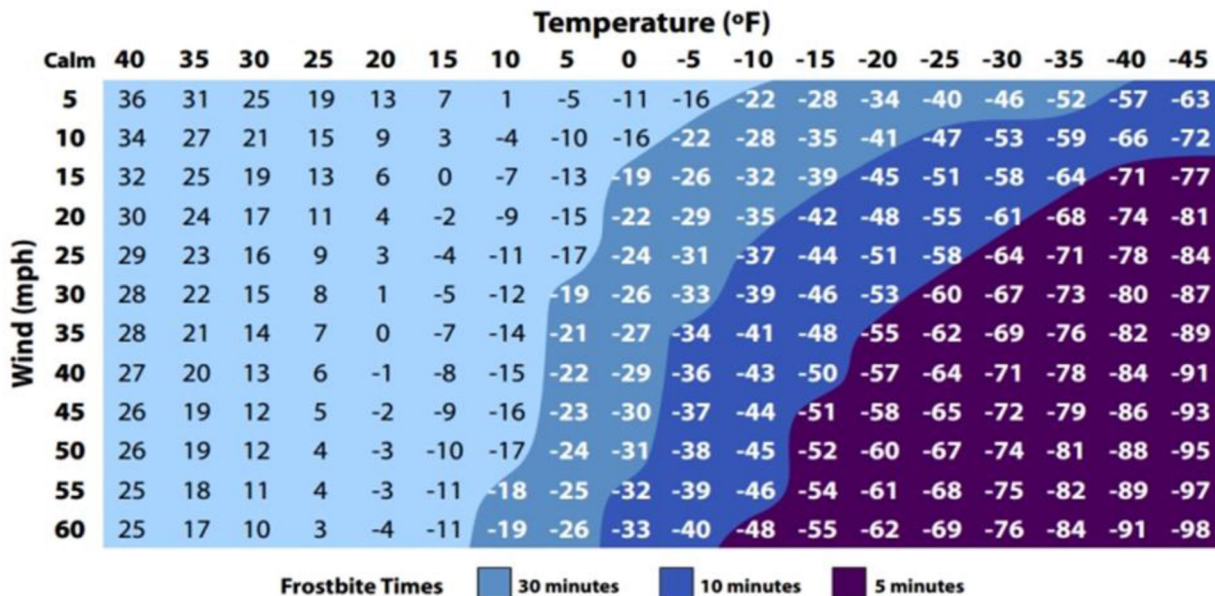 Temperature (ºF)
Calm 40 35 30 25 20 15 10 5 0 -5 -10 -15 -20 -25 -30 -35 -40 -45
5 36 31 25 19 13 7 1 -5 -11 -16 -22 -28 -34 -40 -46 -52 -57 -63
10 34 27 21 15 9 3 -4 -10 -16 -22 -28 -35 -41 -47 -53 -59 -66 -72
15 32 25 19 13 6 0 -7 -13 -19 -26 -32 -39 -45 -51 -58 -64 -71 -77
20 30 24 17 11 4 -2 -9 -15 -22 -29 -35 -42 -48 -55 -61 -68 -74 -81
25 29 23 16 9 3 -4 -11 -17 -24 -31 -37 -44 -51 -58 -64 -71 -78 -84
30 28 22 15 8 1 -5 -12 -19 -26 -33 -39 -46 -53 -60 -67 -73 -80 -87
35 28 21 14 7 0 -7 -14 -21 -27 -34 -41 -48 -55 -62 -69 -76 -82 -89
40 27 20 13 6 -1 -8 -15 -22 -29 -36 -43 -50 -57 -64 -71 -78 -84 -91
45 26 19 12 5 -2 -9 -16 -23 -30 -37 -44 -51 -58 -65 -72 -79 -86 -93
50 26 19 12 4 -3 -10 -17 -24 -31 -38 -45 -52 -60 -67 -74 -81 -88 -95
55 25 18 11 4 -3 -11 -18 -25 -32 -39 -46 -54 -61 -68 -75 -82 -89 -97
60 25 17 10 3 -4 -11 -19 -26 -33 -40 -48 -55 -62 -69 -76 -84 -91 -98
Wind (mph)
Frostbite Times 30 minutes 10 minutes 5 minutes